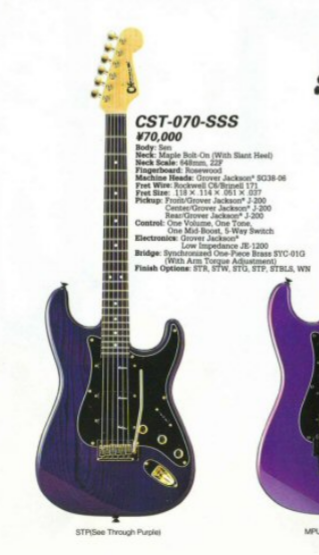 CST-070-SSS
¥70,000
Body: Sen
Neck: Maple Bolt-On (With Slant Heel)
Neck Scale: 648mm, 22F
Fingerboard: Rosewood
Machine Heads: Grover Jackson® SG38-06
Fret Wire: Rockwell C6/Brinell 171
Fret Size: .118 × .114 × .051 × .037
Pickup: Front/Grover Jackson® J-200
Center/Grover Jackson® J-200
Rear/Grover Jackson® J-200
Control: One Volume, One Tone,
One Mid-Boost, 5-Way Switch
Electronics: Grover Jackson®
Low Impedance JE-1200
Bridge: Synchronized One-Piece Brass SYC-01G
(With Arm Torque Adjustment)
Finish Options: STR, STW, STG, STP, STBLS, WN
STP(See Through Purple)